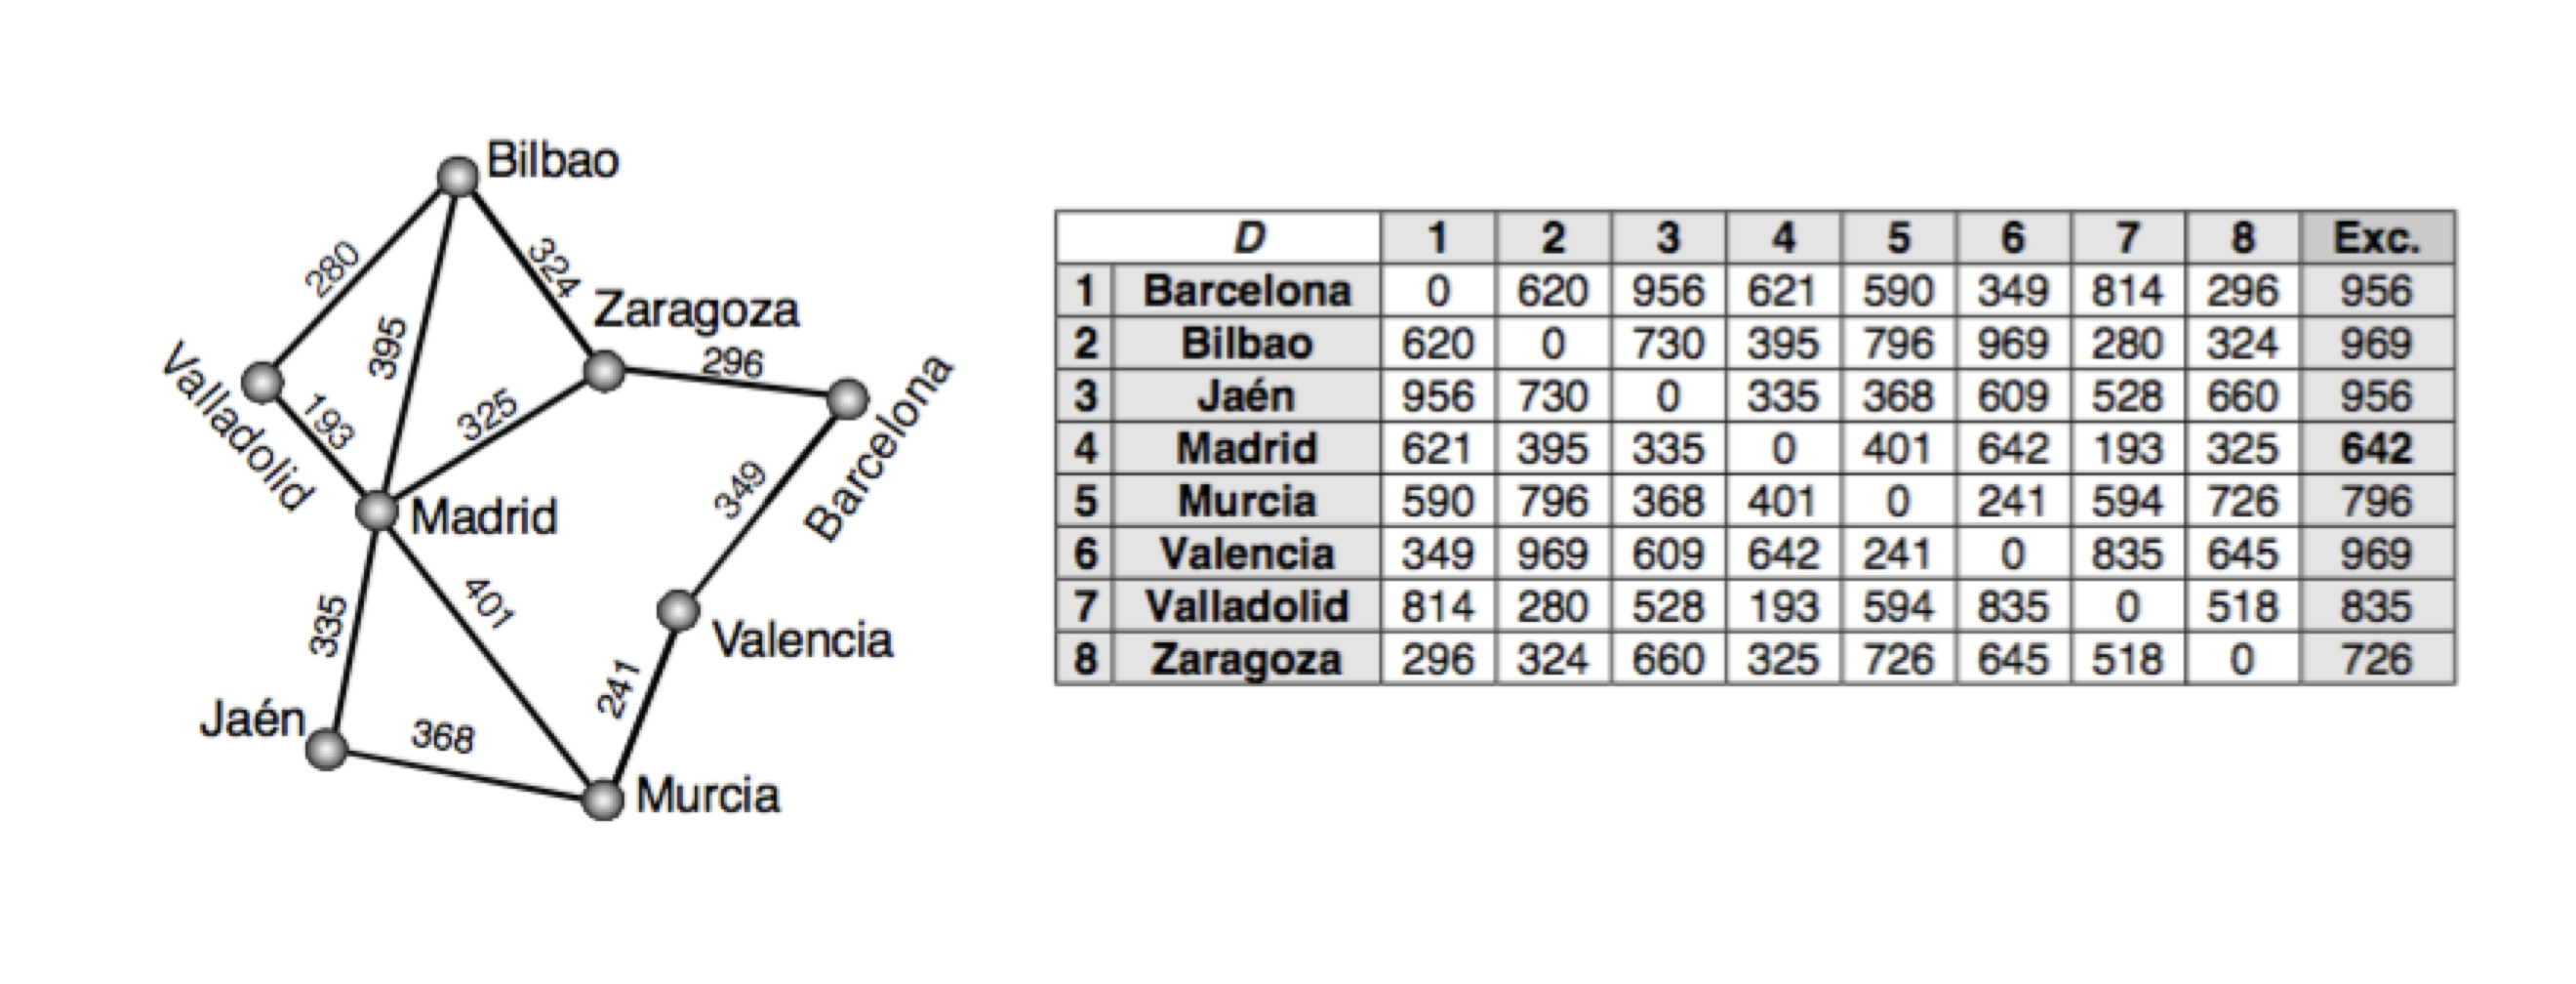 Bilbao
280
324
395
Zaragoza
296
Valladolid
193
325
Barcelona
Madrid
349
401
335
Valencia
241
Jaén
368
Murcia
D 1 2 3 4 5 6 7 8 Exc.
1 Barcelona 0 620 956 621 590 349 814 296 956
2 Bilbao 620 0 730 395 796 969 280 324 969
3 Jaén 956 730 0 335 368 609 528 660 956
4 Madrid 621 395 335 0 401 642 193 325 642
5 Murcia 590 796 368 401 0 241 594 726 796
6 Valencia 349 969 609 642 241 0 835 645 969
7 Valladolid 814 280 528 193 594 835 0 518 835
8 Zaragoza 296 324 660 325 726 645 518 0 726